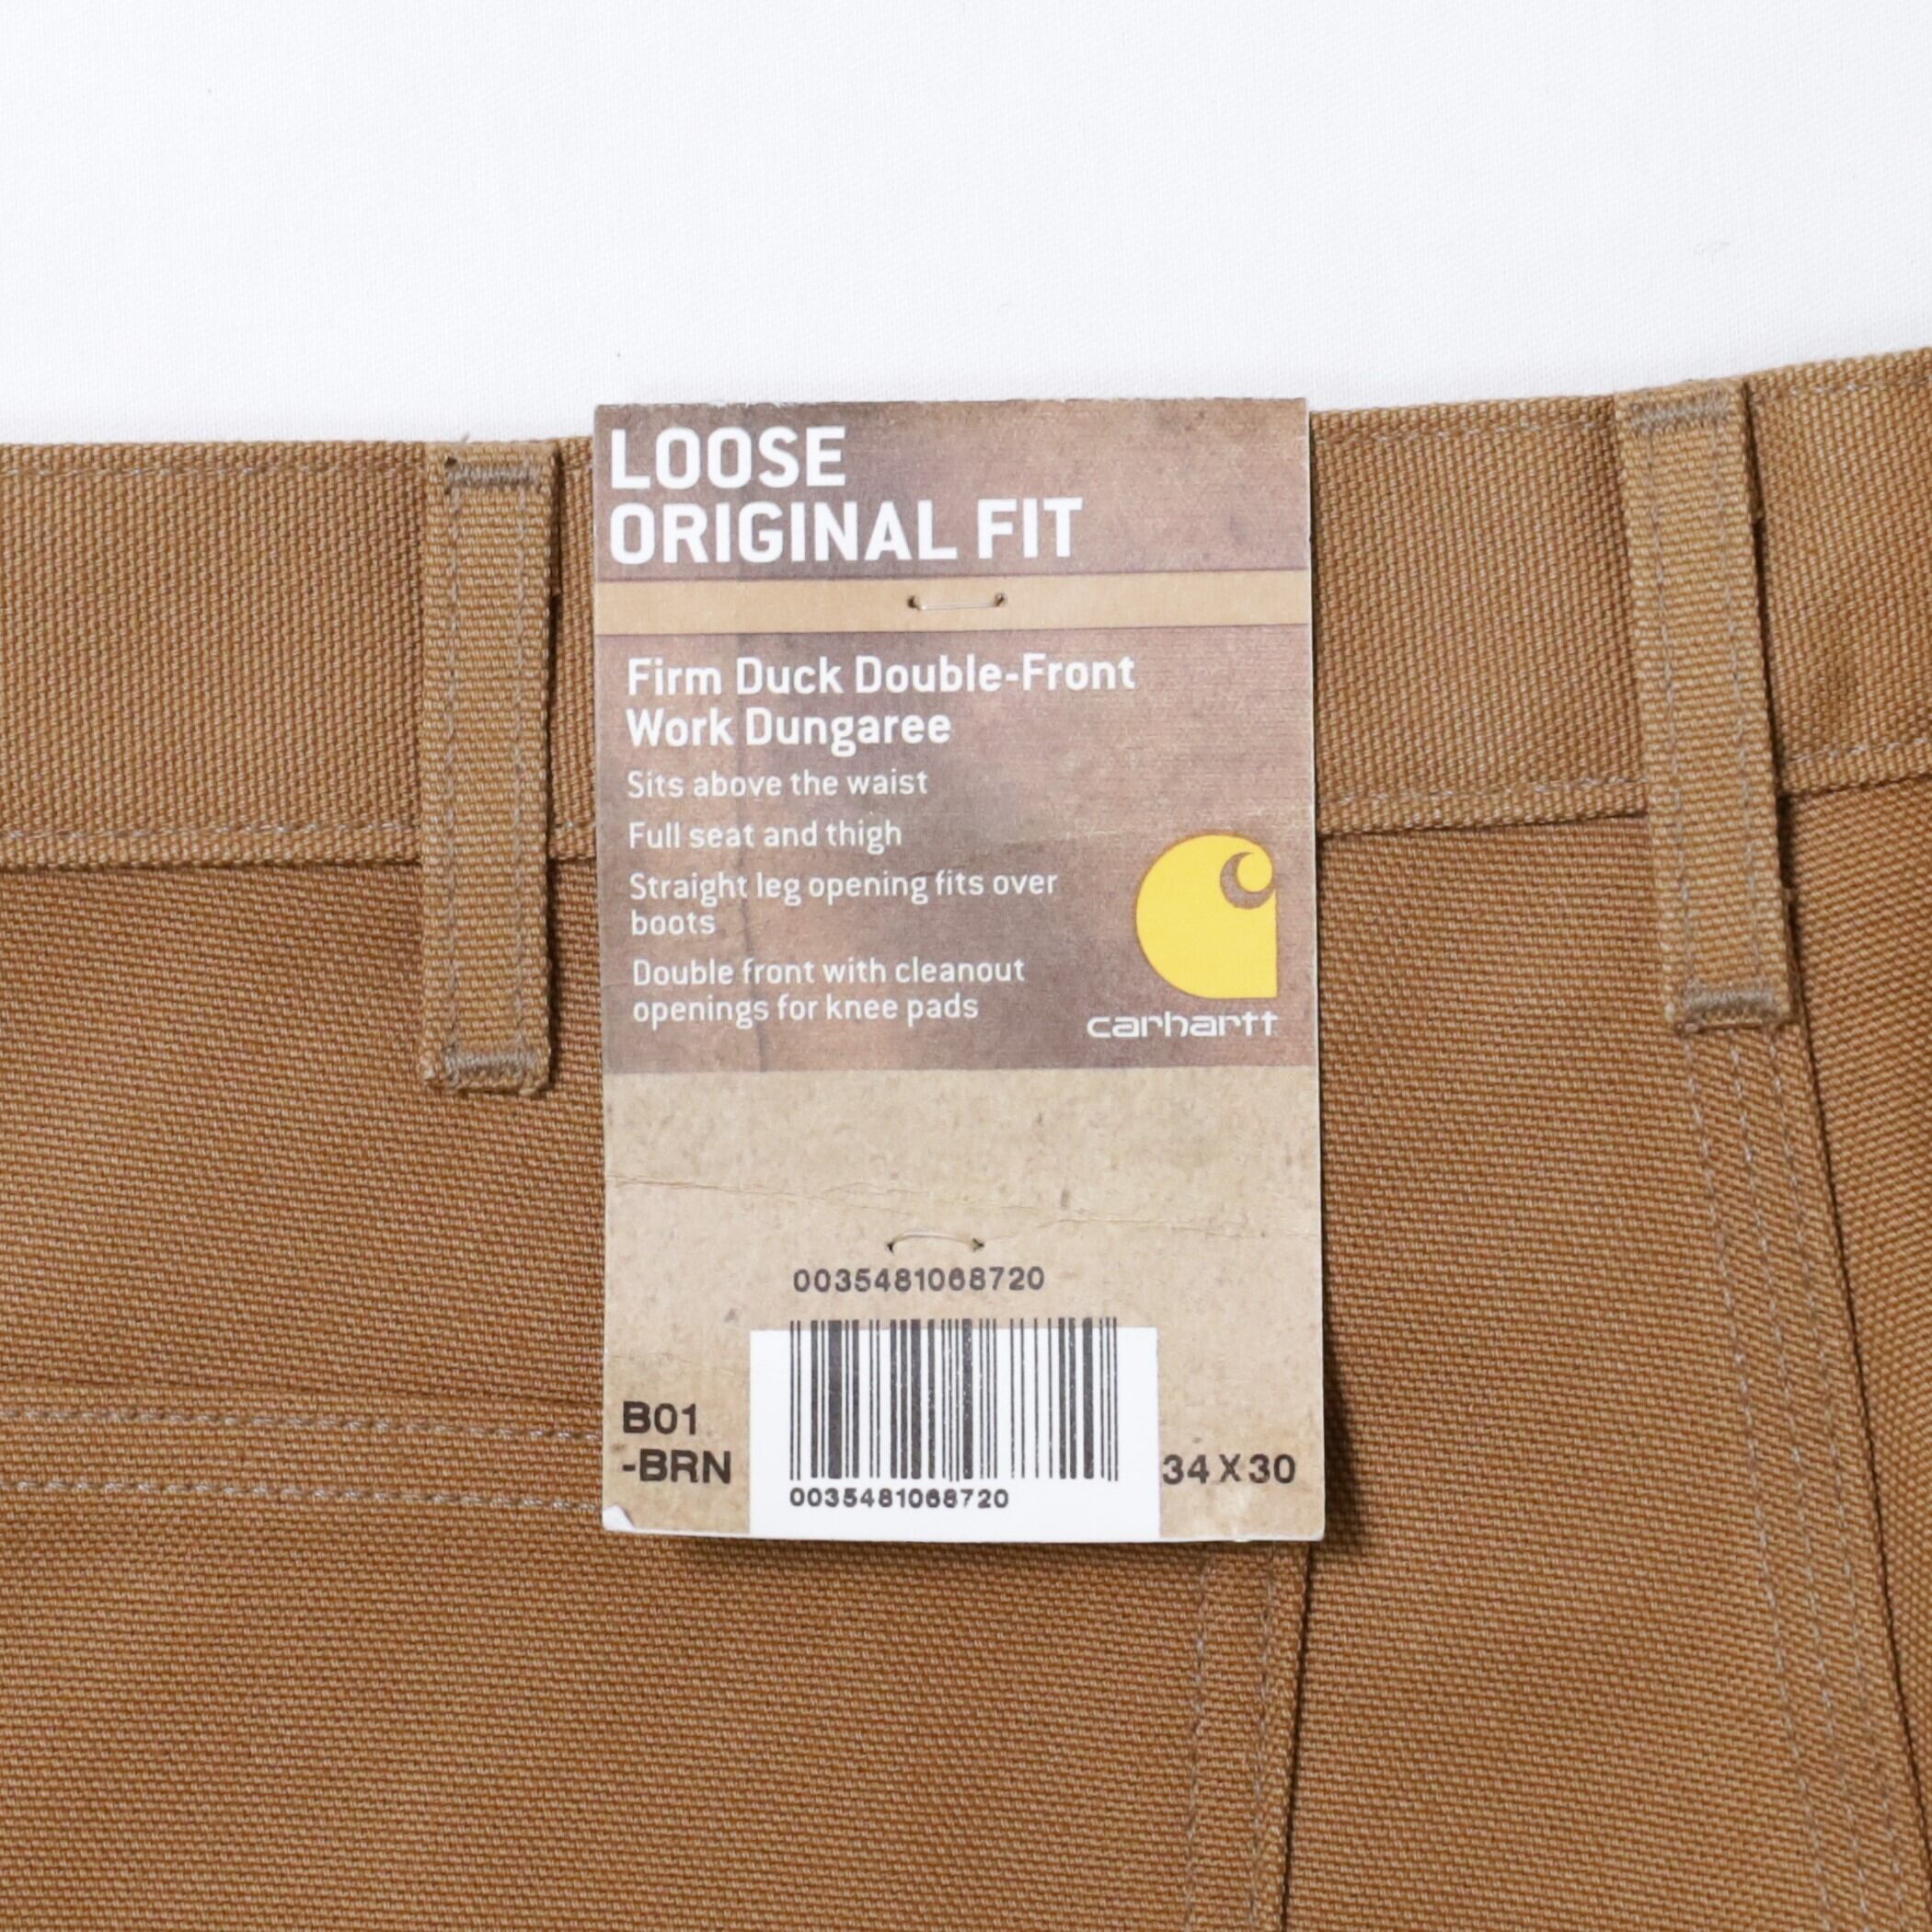 LOOSE
ORIGINAL FIT
Firm Duck Double-Front
Work Dungaree
Sits above the waist
Full seat and thigh
Straight leg opening fits over
boots
Double front with cleanout
openings for knee pads
carhartt
0035481068720
B01
-BRN
34 X 30
0035481068720